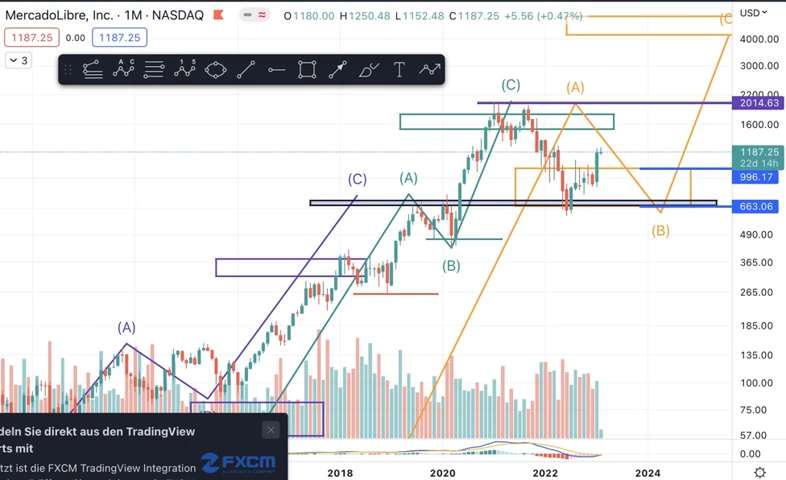 MercadoLibre, Inc. · 1M · NASDAQ
O1180.00 H1250.48 L1152.48 C1187.25 +5.56 (+0.47%)
USD
1187.25 0.00 1187.25
3
A C
1 5
T
4000.00
3000.00
2200.00
2014.63
1600.00
1187.25
22d 14h
996.17
663.06
490.00
365.00
265.00
185.00
135.00
100.00
75.00
57.00
0.00
(C)
(A)
(C)
(A)
(B)
(B)
(A)
deln Sie direkt aus den TradingView
rts mit
tzt ist die FXCM TradingView Integration
FXCM
2018 2020 2022 2024